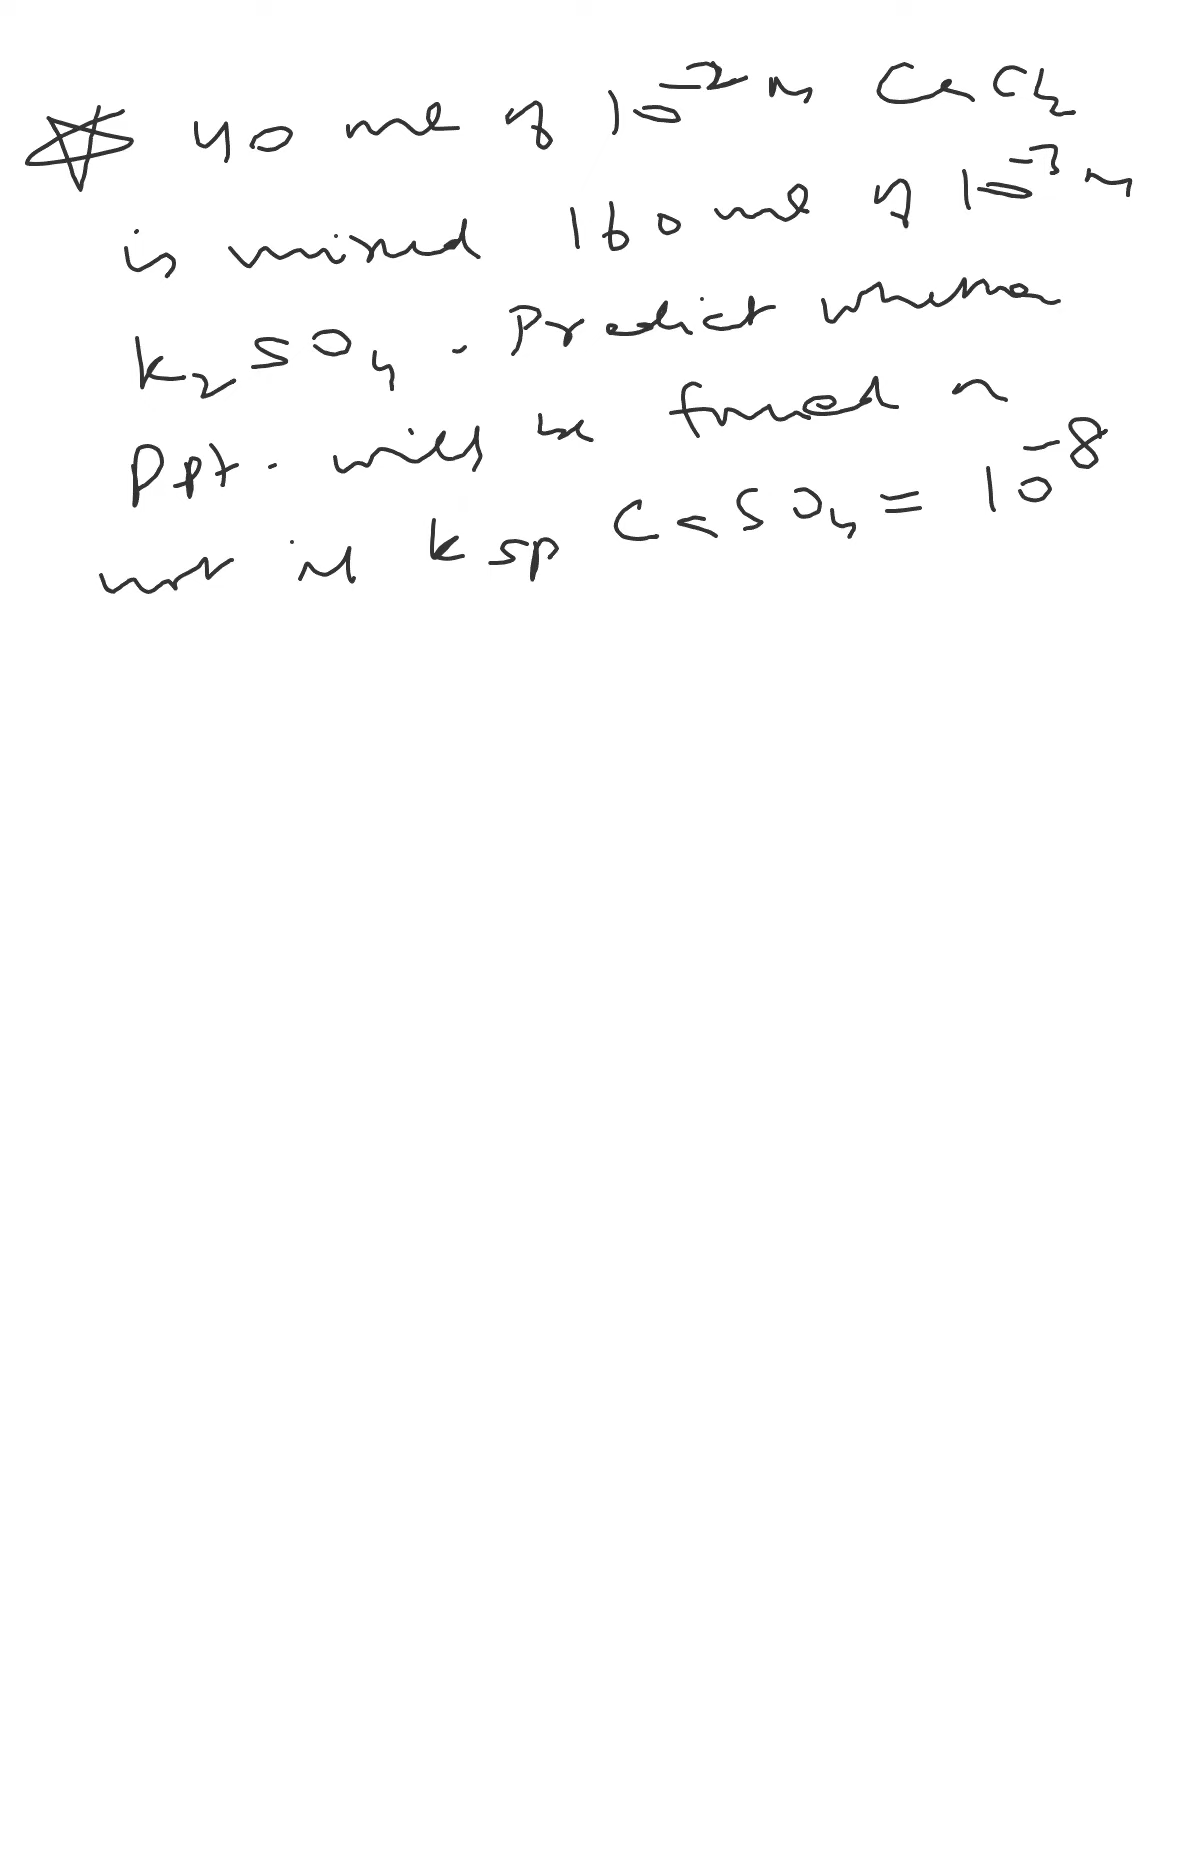 40 ml of 10⁻² M CaCl₂
is mixed 160 ml of 10⁻³ M
K₂SO₄. Predict whether
ppt. will be formed or
not if Ksp CaSO₄ = 10⁻⁸